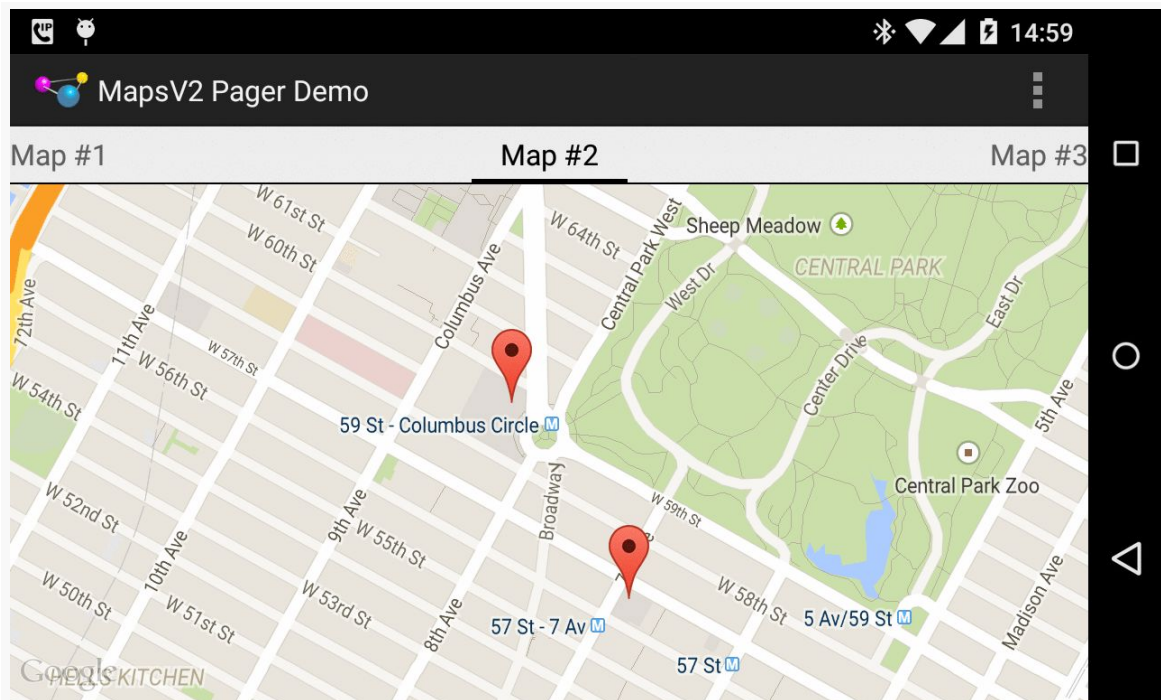 14:59
MapsV2 Pager Demo
Map #1
Map #2
Map #3
W 61st St
W 60th St
Columbus Ave
W 64th St
Central Park West
Sheep Meadow
CENTRAL PARK
West Dr
East Dr
12th Ave
11th Ave
W 57th St
W 56th St
W 54th St
Center Drive
5th Ave
59 St - Columbus Circle M
Central Park Zoo
W 52nd St
10th Ave
9th Ave
W 55th St
Broadway
W 59th St
W 50th St
W 51st St
W 53rd St
8th Ave
57 St - 7 Av M
W 58th St
5 Av/59 St M
Madison Ave
57 St M
Google
HELL'S KITCHEN